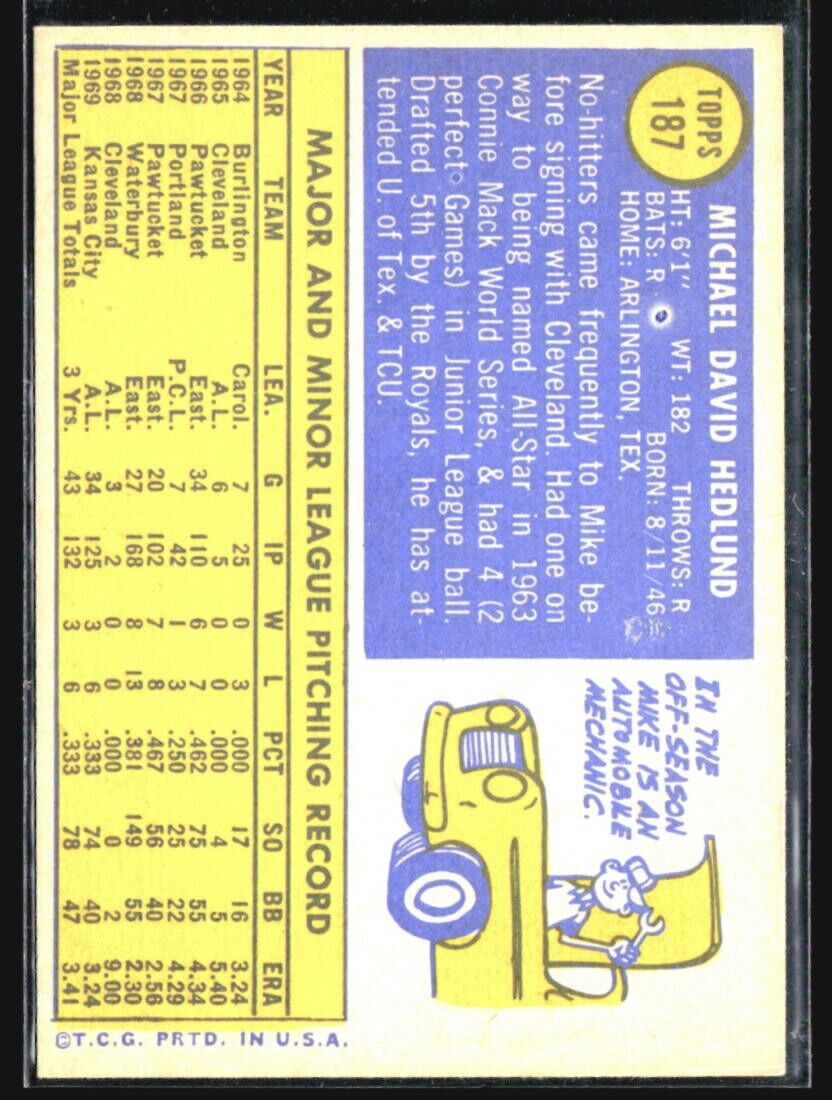 TOPPS
187
MICHAEL DAVID HEDLUND
HT: 6'1" WT: 182 THROWS: R
BATS: R BORN: 8/11/46
HOME: ARLINGTON, TEX.
No-hitters came frequently to Mike be-
fore signing with Cleveland. Had one on
way to being named All-Star in 1963
Connie Mack World Series, & had 4 (2
perfect Games) in Junior League ball.
Drafted 5th by the Royals, he has at-
tended U. of Tex. & TCU.
IN THE
OFF-SEASON
MIKE IS AN
AUTOMOBILE
MECHANIC.
MAJOR AND MINOR LEAGUE PITCHING RECORD
YEAR TEAM LEA. G IP W L PCT SO BB ERA
1964 Burlington Carol. 7 25 0 3 .000 17 16 3.24
1965 Cleveland A.L. 6 5 0 0 .000 4 5 5.40
1966 Pawtucket East. 34 110 6 7 .462 75 55 4.34
1967 Portland P.C.L. 7 42 1 3 .250 25 22 4.29
1967 Pawtucket East. 20 102 7 8 .467 56 40 2.56
1968 Waterbury East. 27 168 8 13 .381 149 55 2.30
1968 Cleveland A.L. 3 2 0 0 .000 0 2 9.00
1969 Kansas City A.L. 34 125 3 6 .333 74 40 3.24
Major League Totals 3 Yrs. 43 132 3 6 .333 78 47 3.41
©T.C.G. PRTD. IN U.S.A.